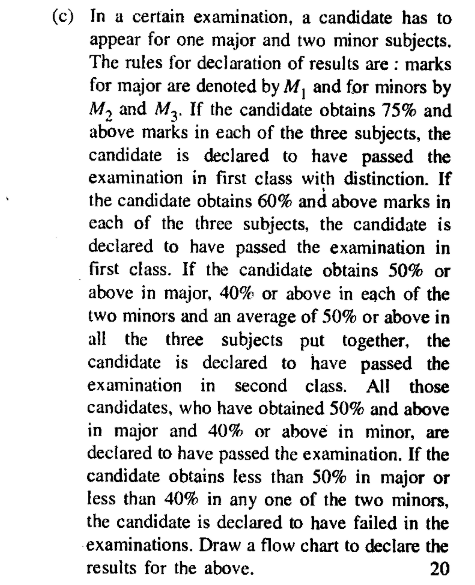 (c) In a certain examination, a candidate has to
appear for one major and two minor subjects.
The rules for declaration of results are : marks
for major are denoted by M₁ and for minors by
M₂ and M₃. If the candidate obtains 75% and
above marks in each of the three subjects, the
candidate is declared to have passed the
examination in first class with distinction. If
the candidate obtains 60% and above marks in
each of the three subjects, the candidate is
declared to have passed the examination in
first class. If the candidate obtains 50% or
above in major, 40% or above in each of the
two minors and an average of 50% or above in
all the three subjects put together, the
candidate is declared to have passed the
examination in second class. All those
candidates, who have obtained 50% and above
in major and 40% or above in minor, are
declared to have passed the examination. If the
candidate obtains less than 50% in major or
less than 40% in any one of the two minors,
the candidate is declared to have failed in the
examinations. Draw a flow chart to declare the
results for the above. 20